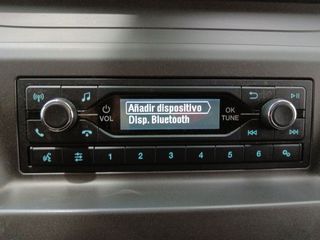 Añadir dispositivo
Disp. Bluetooth
VOL
OK
TUNE
1 2 3 4 5 6